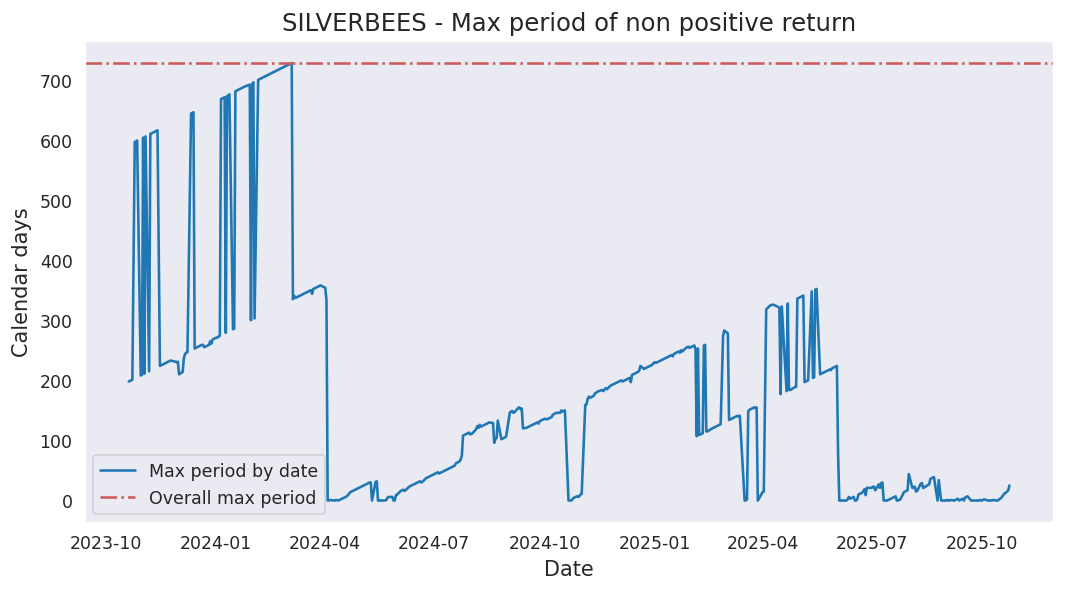 SILVERBEES - Max period of non positive return
Calendar days
700
600
500
400
300
200
100
0
Max period by date
Overall max period
2023-10 2024-01 2024-04 2024-07 2024-10 2025-01 2025-04 2025-07 2025-10
Date